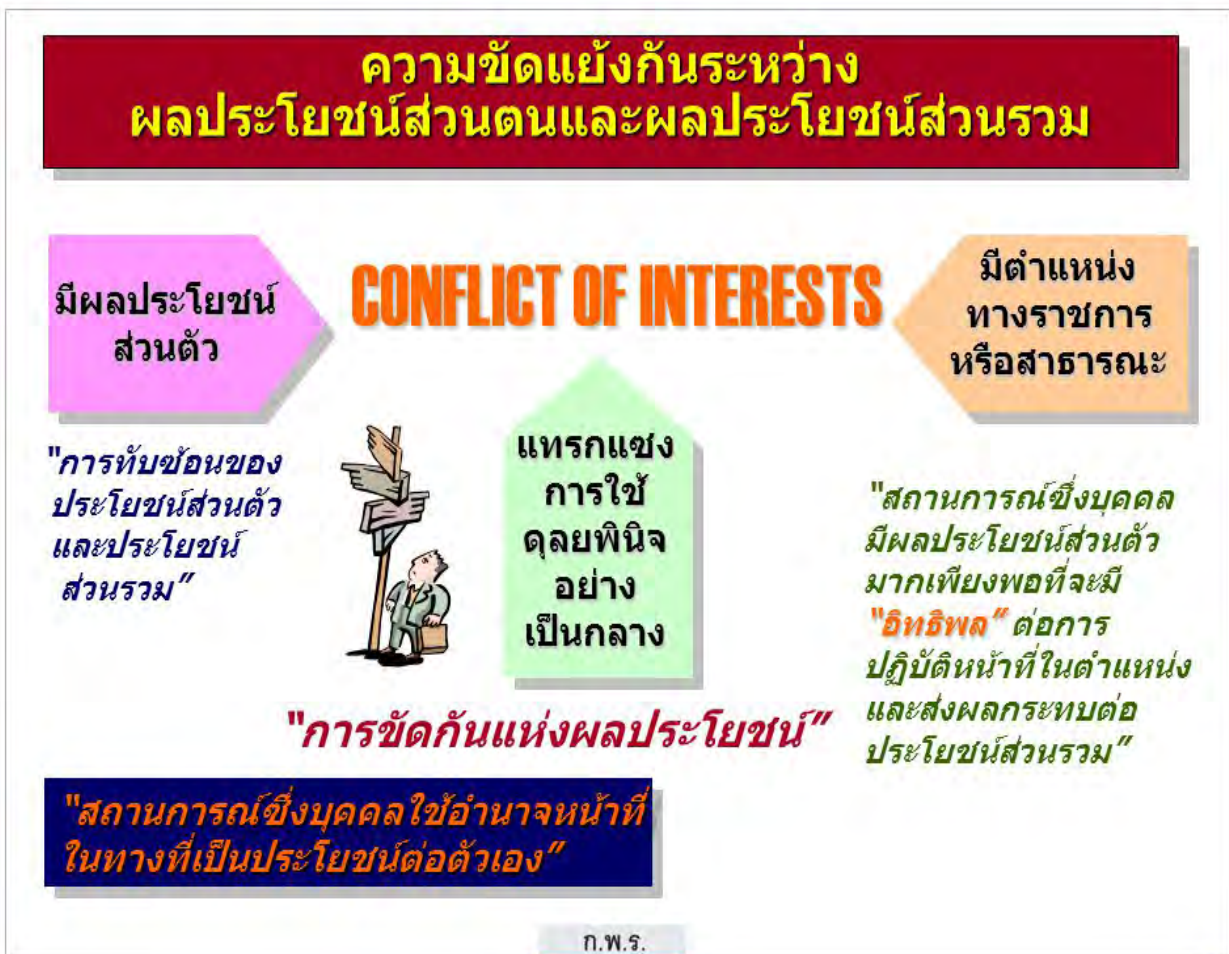 ความขัดแย้งกันระหว่าง
ผลประโยชน์ส่วนตนและผลประโยชน์ส่วนรวม
มีผลประโยชน์
ส่วนตัว
CONFLICT OF INTERESTS
มีตำแหน่ง
ทางราชการ
หรือสาธารณะ
"การทับซ้อนของ
ประโยชน์ส่วนตัว
และประโยชน์
ส่วนรวม"
แทรกแซง
การใช้
ดุลยพินิจ
อย่าง
เป็นกลาง
"สถานการณ์ซึ่งบุคคล
มีผลประโยชน์ส่วนตัว
มากเพียงพอที่จะมี
"อิทธิพล" ต่อการ
ปฏิบัติหน้าที่ในตำแหน่ง
และส่งผลกระทบต่อ
ประโยชน์ส่วนรวม"
"การขัดกันแห่งผลประโยชน์"
"สถานการณ์ซึ่งบุคคลใช้อำนาจหน้าที่
ในทางที่เป็นประโยชน์ต่อตัวเอง"
ก.พ.ร.